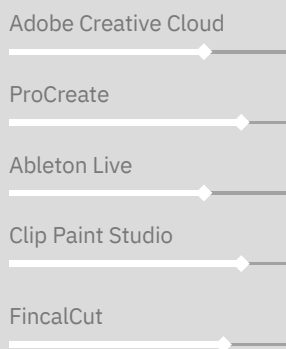 Adobe Creative Cloud
ProCreate
Ableton Live
Clip Paint Studio
FincalCut